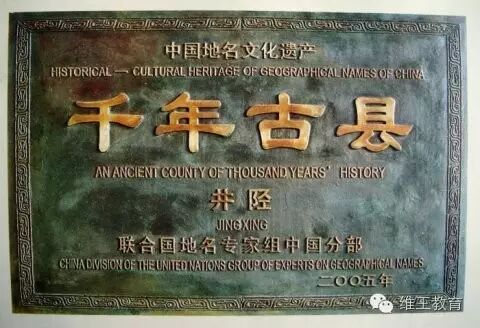 中国地名文化遗产
HISTORICAL — CULTURAL HERITAGE OF GEOGRAPHICAL NAMES OF CHINA
千年古县
AN ANCIENT COUNTY OF THOUSAND YEARS' HISTORY
井陉
JINGXING
联合国地名专家组中国分部
CHINA DIVISION OF THE UNITED NATIONS GROUP OF EXPERTS ON GEOGRAPHICAL NAMES
二〇〇五年
维王教育